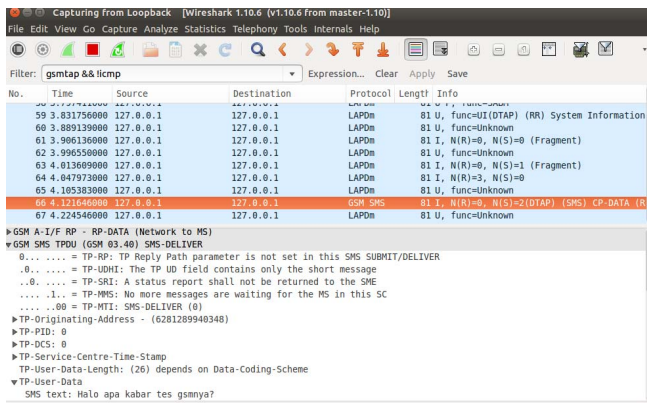 Capturing from Loopback [Wireshark 1.10.6 (v1.10.6 from master-1.10)]
File Edit View Go Capture Analyze Statistics Telephony Tools Internals Help
Filter: gsmtap && !icmp Expression... Clear Apply Save
No. Time Source Destination Protocol Length Info
59 3.831756000 127.0.0.1 127.0.0.1 LAPDm 81 U, func=UI(DTAP) (RR) System Information
60 3.889139000 127.0.0.1 127.0.0.1 LAPDm 81 U, func=Unknown
61 3.906136000 127.0.0.1 127.0.0.1 LAPDm 81 I, N(R)=0, N(S)=0 (Fragment)
62 3.996550000 127.0.0.1 127.0.0.1 LAPDm 81 U, func=Unknown
63 4.013609000 127.0.0.1 127.0.0.1 LAPDm 81 I, N(R)=0, N(S)=1 (Fragment)
64 4.047973000 127.0.0.1 127.0.0.1 LAPDm 81 I, N(R)=3, N(S)=0
65 4.105383000 127.0.0.1 127.0.0.1 LAPDm 81 U, func=Unknown
66 4.121646000 127.0.0.1 127.0.0.1 GSM SMS 81 I, N(R)=0, N(S)=2(DTAP) (SMS) CP-DATA (R
67 4.224546000 127.0.0.1 127.0.0.1 LAPDm 81 U, func=Unknown
GSM A-I/F RP - RP-DATA (Network to MS)
GSM SMS TPDU (GSM 03.40) SMS-DELIVER
0... .... = TP-RP: TP Reply Path parameter is not set in this SMS SUBMIT/DELIVER
.0.. .... = TP-UDHI: The TP UD field contains only the short message
..0. .... = TP-SRI: A status report shall not be returned to the SME
.... .1.. = TP-MMS: No more messages are waiting for the MS in this SC
.... ..00 = TP-MTI: SMS-DELIVER (0)
TP-Originating-Address - (6281289940348)
TP-PID: 0
TP-DCS: 0
TP-Service-Centre-Time-Stamp
TP-User-Data-Length: (26) depends on Data-Coding-Scheme
TP-User-Data
SMS text: Halo apa kabar tes gsmnya?